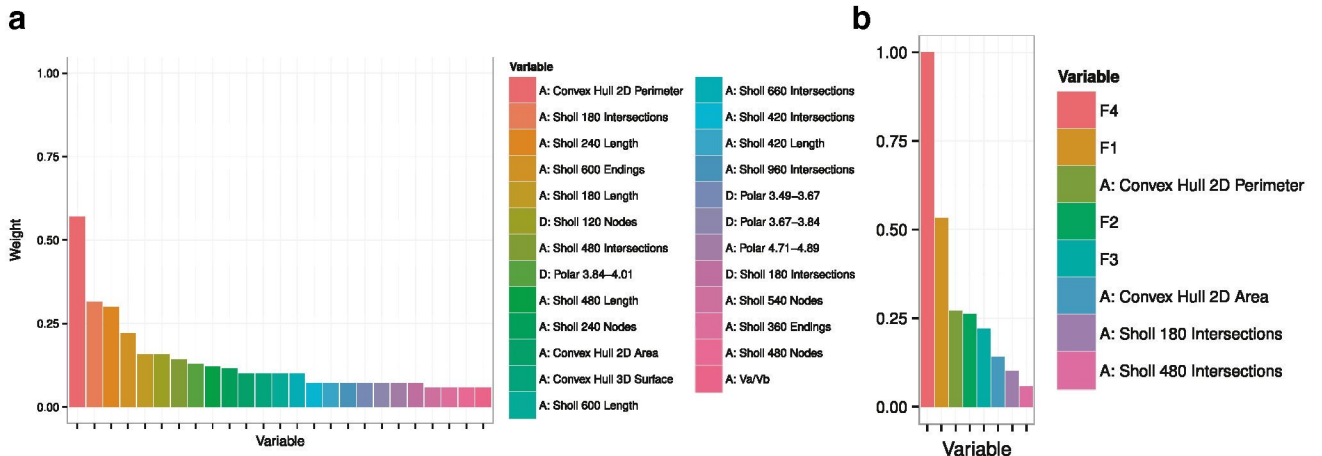 a
Weight
1.00
0.75
0.50
0.25
0.00
Variable
Variable
A: Convex Hull 2D Perimeter
A: Sholl 180 Intersections
A: Sholl 240 Length
A: Sholl 600 Endings
A: Sholl 180 Length
D: Sholl 120 Nodes
A: Sholl 480 Intersections
D: Polar 3.84–4.01
A: Sholl 480 Length
A: Sholl 240 Nodes
A: Convex Hull 2D Area
A: Convex Hull 3D Surface
A: Sholl 600 Length
A: Sholl 660 Intersections
A: Sholl 420 Intersections
A: Sholl 420 Length
A: Sholl 960 Intersections
D: Polar 3.49–3.67
D: Polar 3.67–3.84
A: Polar 4.71–4.89
D: Sholl 180 Intersections
A: Sholl 540 Nodes
A: Sholl 360 Endings
A: Sholl 480 Nodes
A: Va/Vb
b
1.00
0.75
0.50
0.25
0.00
Variable
Variable
F4
F1
A: Convex Hull 2D Perimeter
F2
F3
A: Convex Hull 2D Area
A: Sholl 180 Intersections
A: Sholl 480 Intersections